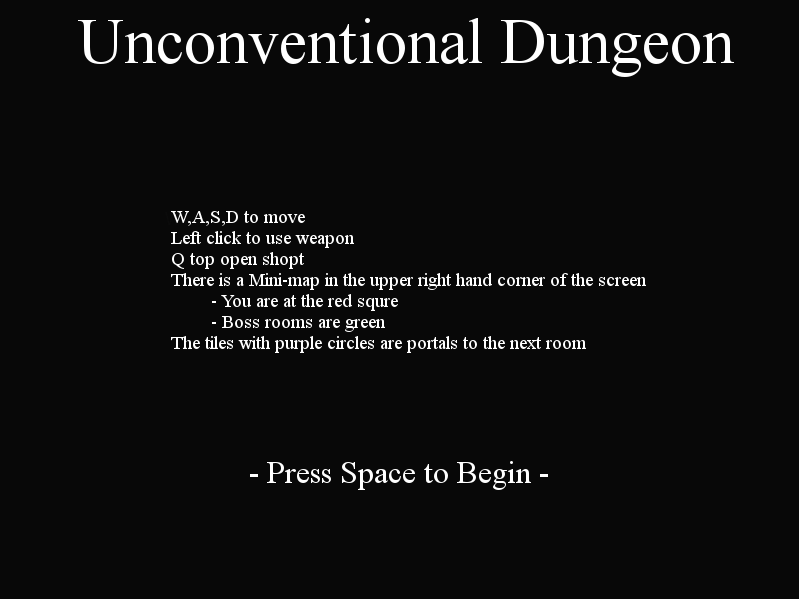 Unconventional Dungeon
W,A,S,D to move
Left click to use weapon
Q top open shopt
There is a Mini-map in the upper right hand corner of the screen
- You are at the red squre
- Boss rooms are green
The tiles with purple circles are portals to the next room
- Press Space to Begin -